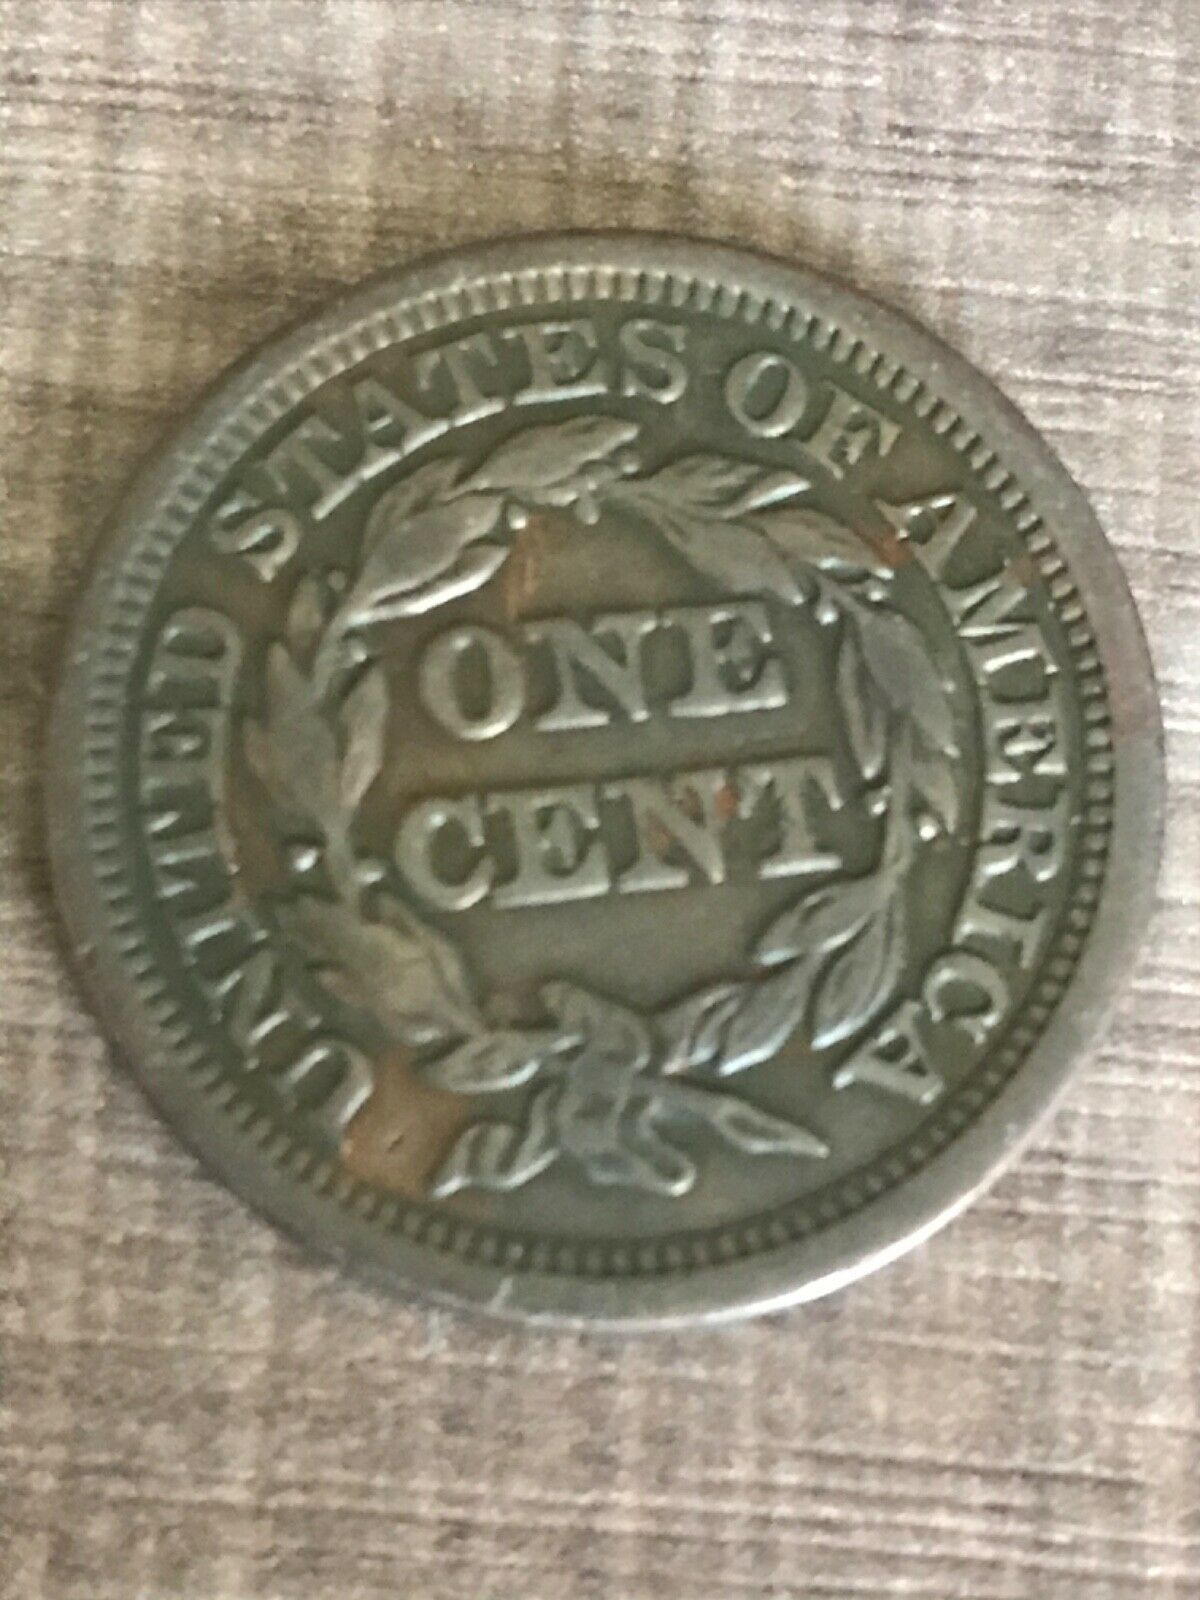 UNITED STATES OF AMERICA
ONE
CENT